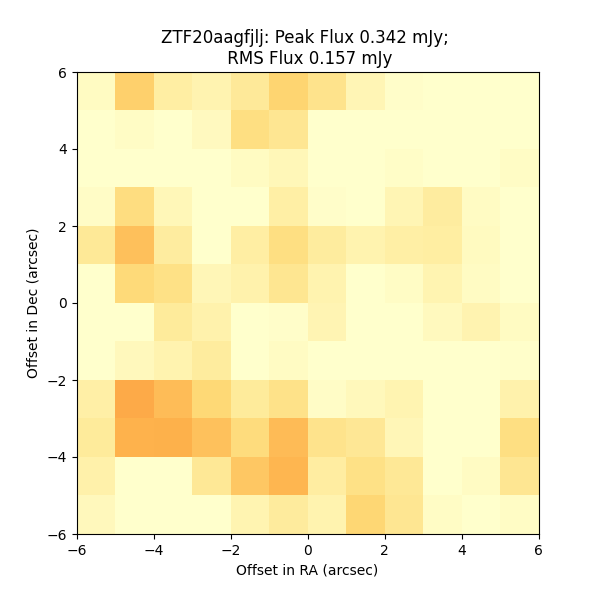 ZTF20aagfjlj: Peak Flux 0.342 mJy;
RMS Flux 0.157 mJy
6
4
2
0
−2
−4
−6
Offset in Dec (arcsec)
−6 −4 −2 0 2 4 6
Offset in RA (arcsec)